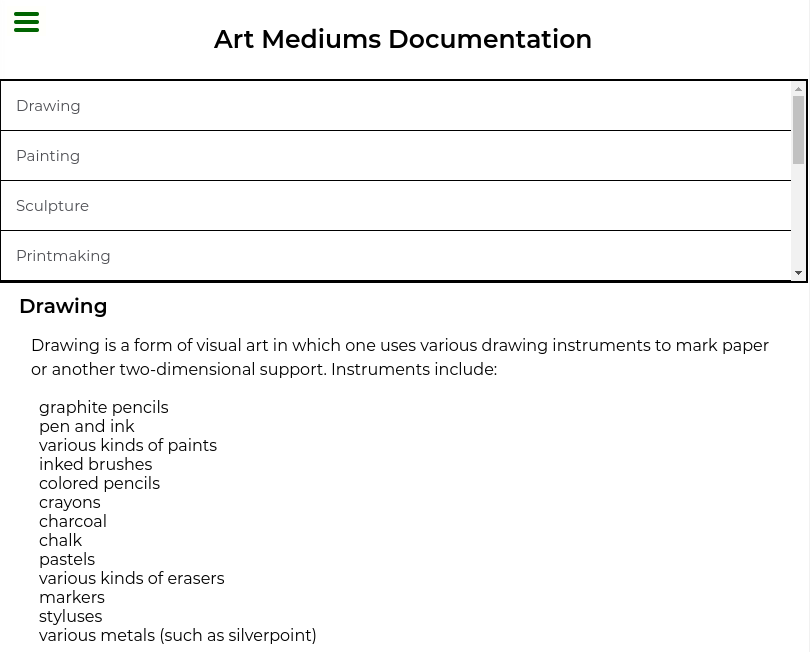 Art Mediums Documentation
Drawing
Painting
Sculpture
Printmaking
Drawing
Drawing is a form of visual art in which one uses various drawing instruments to mark paper
or another two-dimensional support. Instruments include:
graphite pencils
pen and ink
various kinds of paints
inked brushes
colored pencils
crayons
charcoal
chalk
pastels
various kinds of erasers
markers
styluses
various metals (such as silverpoint)